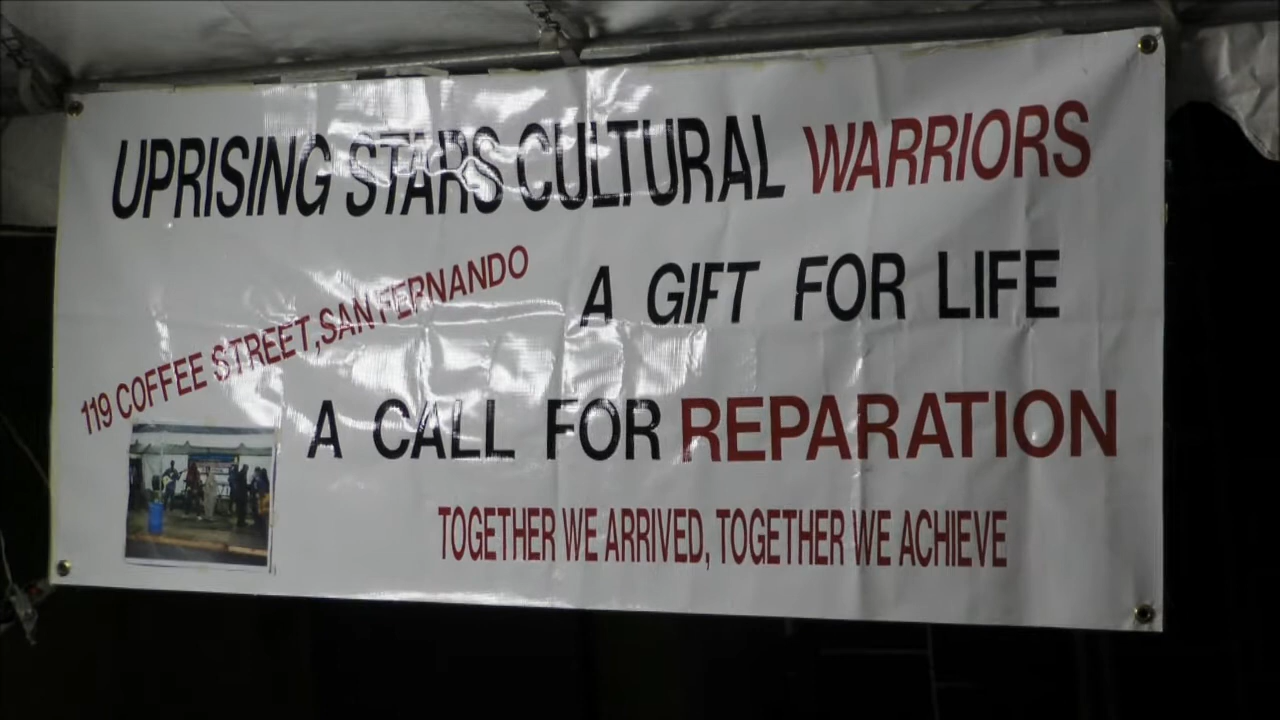 UPRISING STARS CULTURAL WARRIORS
119 COFFEE STREET,SAN FERNANDO
A GIFT FOR LIFE
A CALL FOR REPARATION
TOGETHER WE ARRIVED, TOGETHER WE ACHIEVE